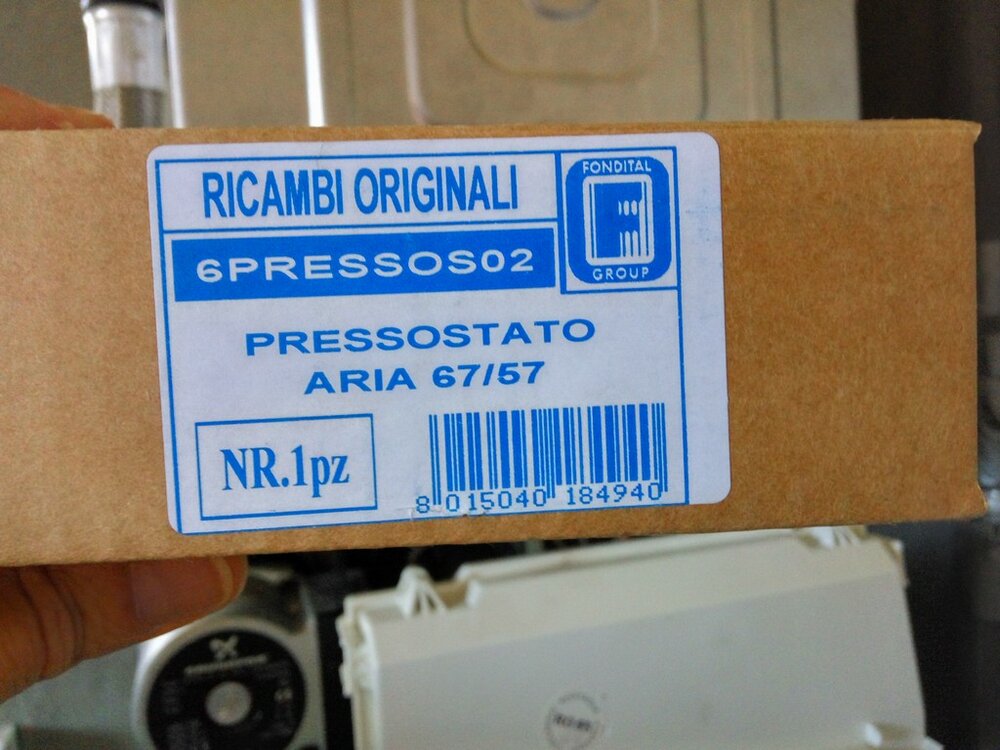 RICAMBI ORIGINALI
FONDITAL
GROUP
6PRESSOS02
PRESSOSTATO
ARIA 67/57
NR.1pz
8 015040 184940